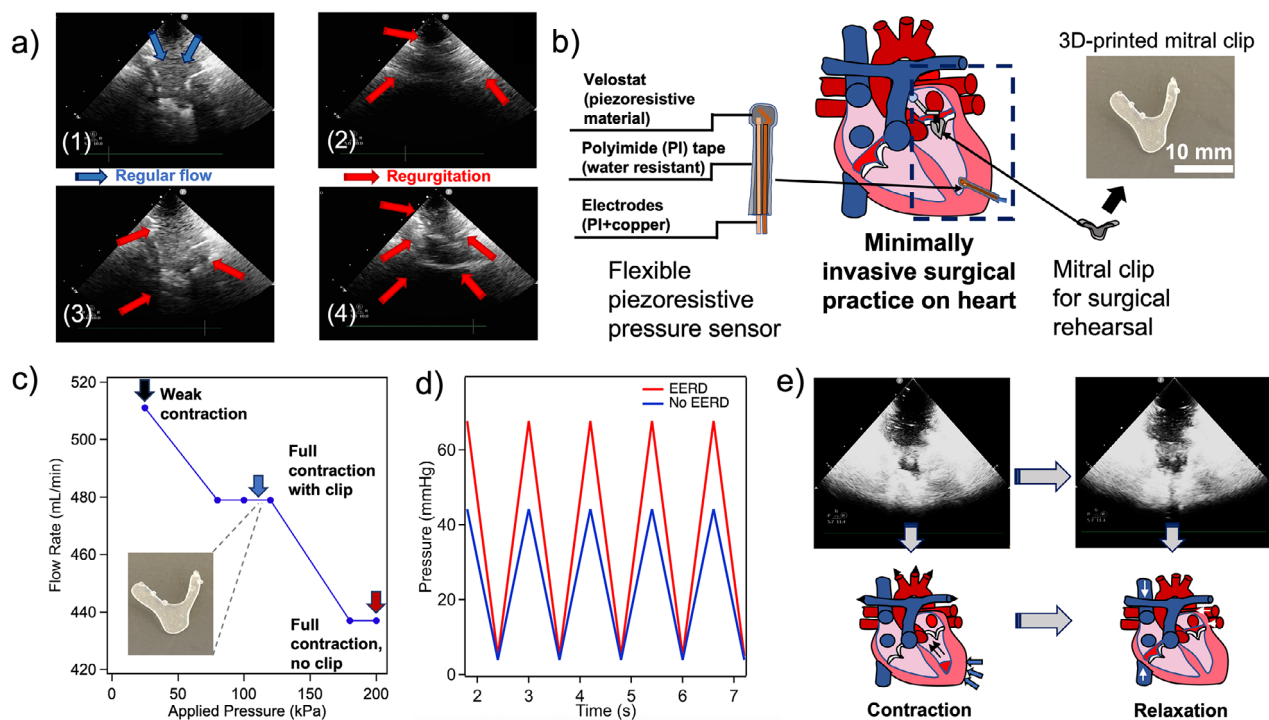 a)
(1)
(2)
Regular flow
Regurgitation
(3)
(4)
b)
Velostat
(piezoresistive
material)
Polyimide (PI) tape
(water resistant)
Electrodes
(PI+copper)
Flexible
piezoresistive
pressure sensor
Minimally
invasive surgical
practice on heart
3D-printed mitral clip
10 mm
Mitral clip
for surgical
rehearsal
c)
Flow Rate (mL/min)
520
500
480
460
440
420
Weak
contraction
Full
contraction
with clip
Full
contraction,
no clip
0
50
100
150
200
Applied Pressure (kPa)
d)
Pressure (mmHg)
60
40
20
0
EERD
No EERD
2
3
4
5
6
7
Time (s)
e)
Contraction
Relaxation